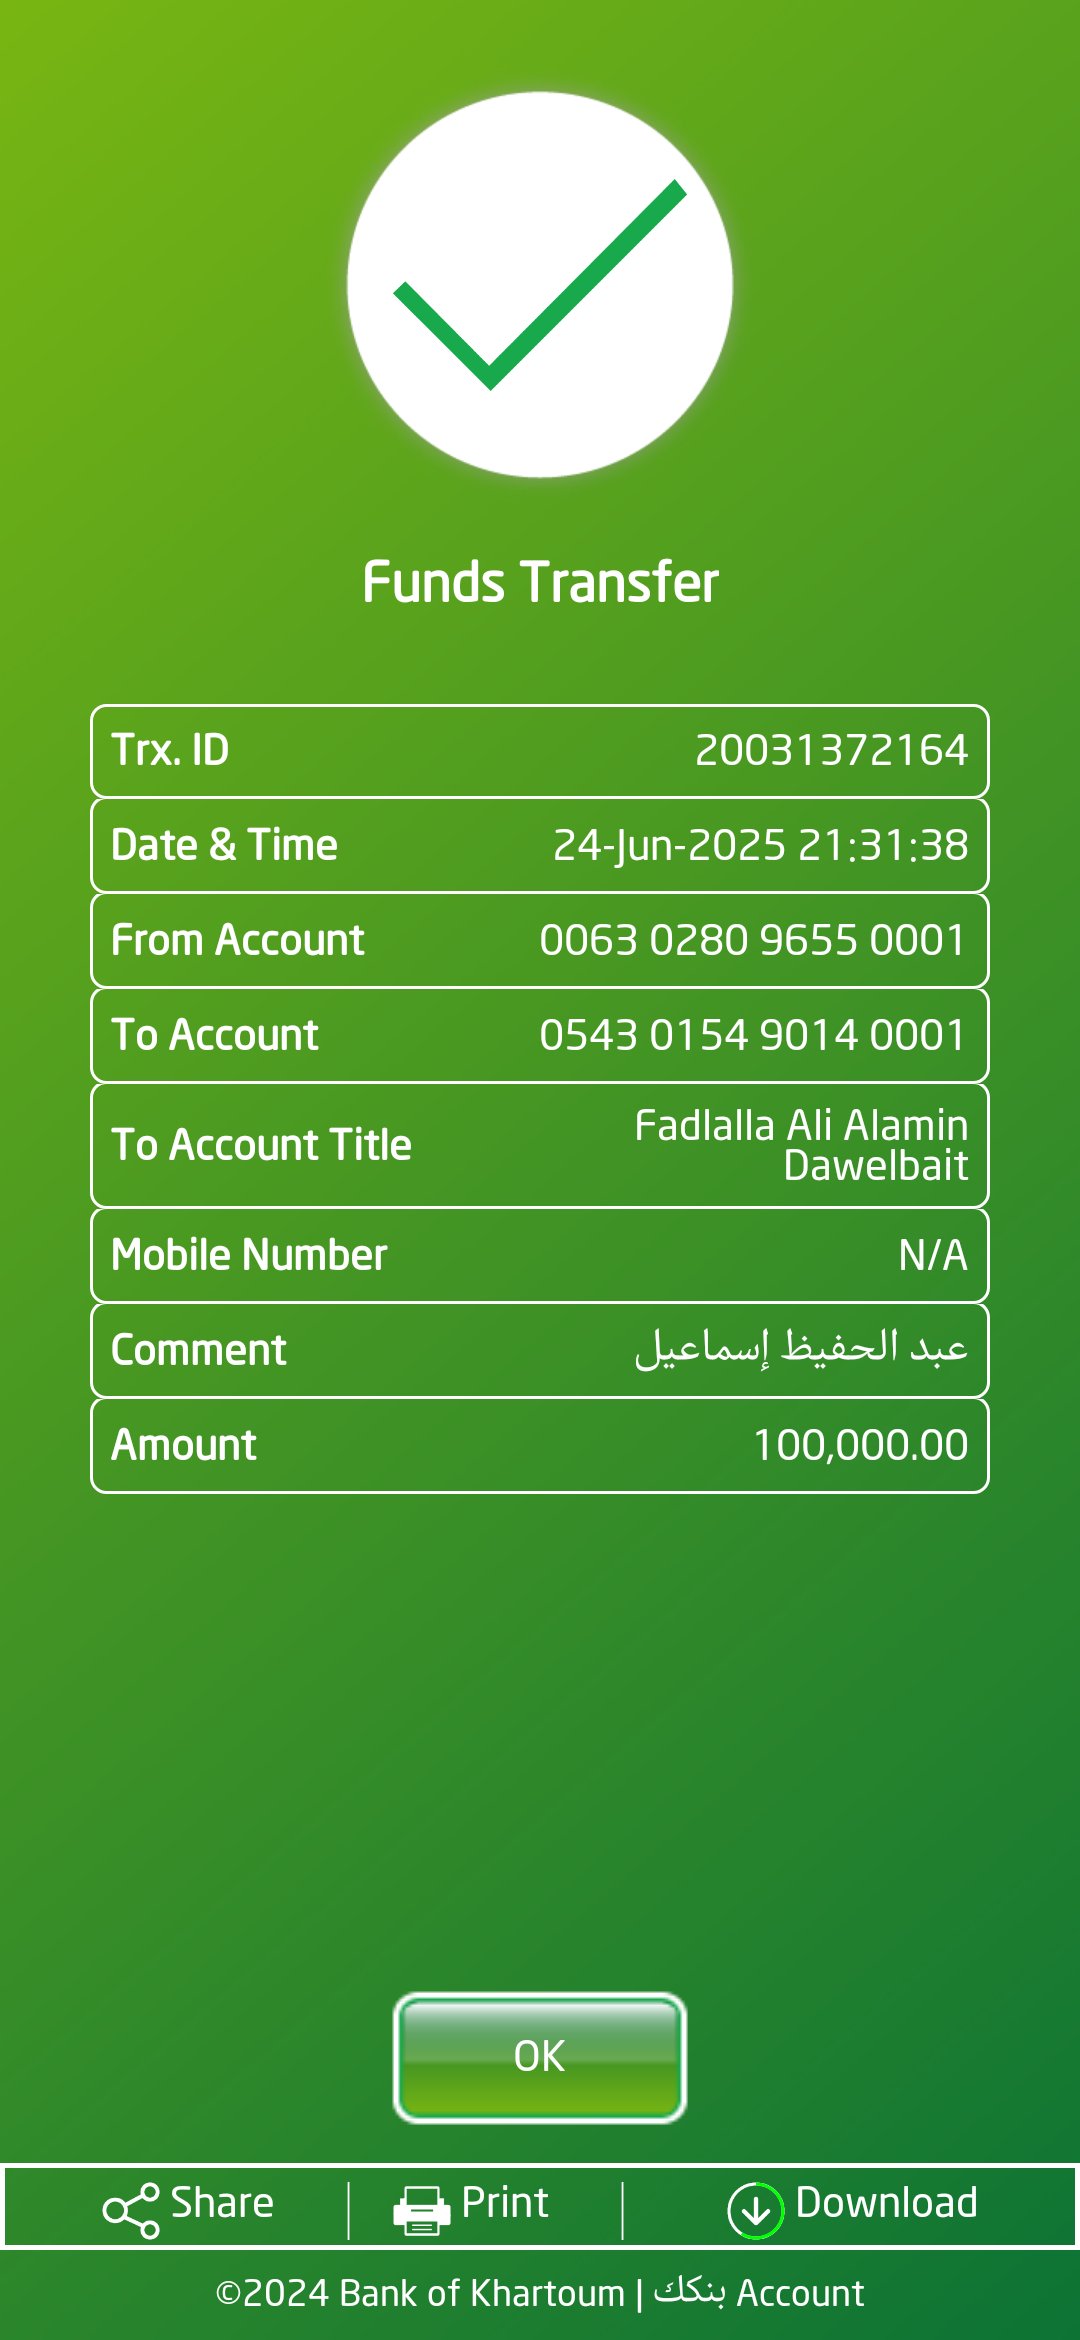 Funds Transfer
Trx. ID 20031372164
Date & Time 24-Jun-2025 21:31:38
From Account 0063 0280 9655 0001
To Account 0543 0154 9014 0001
To Account Title Fadlalla Ali Alamin
Dawelbait
Mobile Number N/A
Comment عبد الحفيظ إسماعيل
Amount 100,000.00
OK
Share Print Download
©2024 Bank of Khartoum | بنكك Account